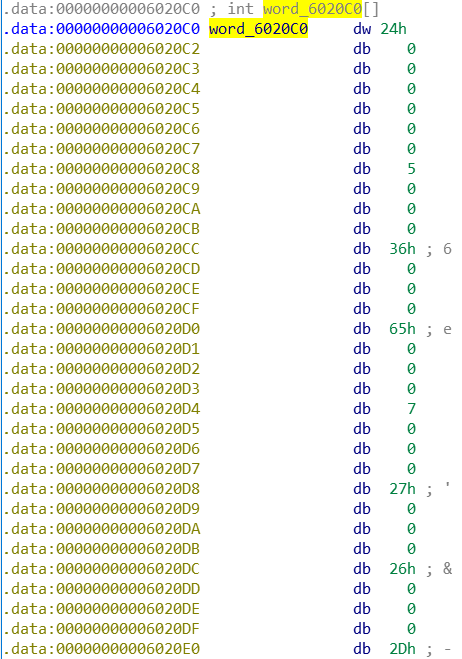 .data:00000000006020C0 ; int word_6020C0[]
.data:00000000006020C0 word_6020C0 dw 24h
.data:00000000006020C2 db 0
.data:00000000006020C3 db 0
.data:00000000006020C4 db 0
.data:00000000006020C5 db 0
.data:00000000006020C6 db 0
.data:00000000006020C7 db 0
.data:00000000006020C8 db 5
.data:00000000006020C9 db 0
.data:00000000006020CA db 0
.data:00000000006020CB db 0
.data:00000000006020CC db 36h ; 6
.data:00000000006020CD db 0
.data:00000000006020CE db 0
.data:00000000006020CF db 0
.data:00000000006020D0 db 65h ; e
.data:00000000006020D1 db 0
.data:00000000006020D2 db 0
.data:00000000006020D3 db 0
.data:00000000006020D4 db 7
.data:00000000006020D5 db 0
.data:00000000006020D6 db 0
.data:00000000006020D7 db 0
.data:00000000006020D8 db 27h ; '
.data:00000000006020D9 db 0
.data:00000000006020DA db 0
.data:00000000006020DB db 0
.data:00000000006020DC db 26h ; &
.data:00000000006020DD db 0
.data:00000000006020DE db 0
.data:00000000006020DF db 0
.data:00000000006020E0 db 2Dh ; -